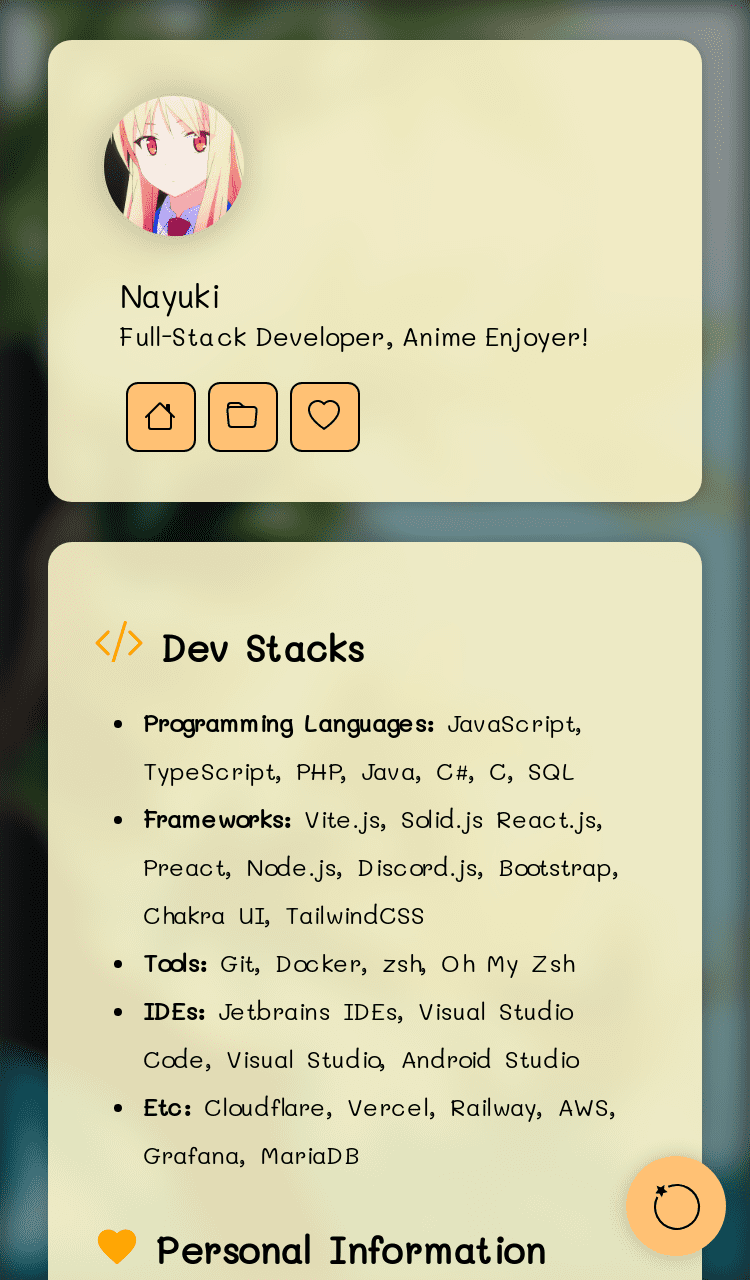 Nayuki
Full-Stack Developer, Anime Enjoyer!
Dev Stacks
• Programming Languages: JavaScript,
TypeScript, PHP, Java, C#, C, SQL
• Frameworks: Vite.js, Solid.js React.js,
Preact, Node.js, Discord.js, Bootstrap,
Chakra UI, TailwindCSS
• Tools: Git, Docker, zsh, Oh My Zsh
• IDEs: Jetbrains IDEs, Visual Studio
Code, Visual Studio, Android Studio
• Etc: Cloudflare, Vercel, Railway, AWS,
Grafana, MariaDB
Personal Information